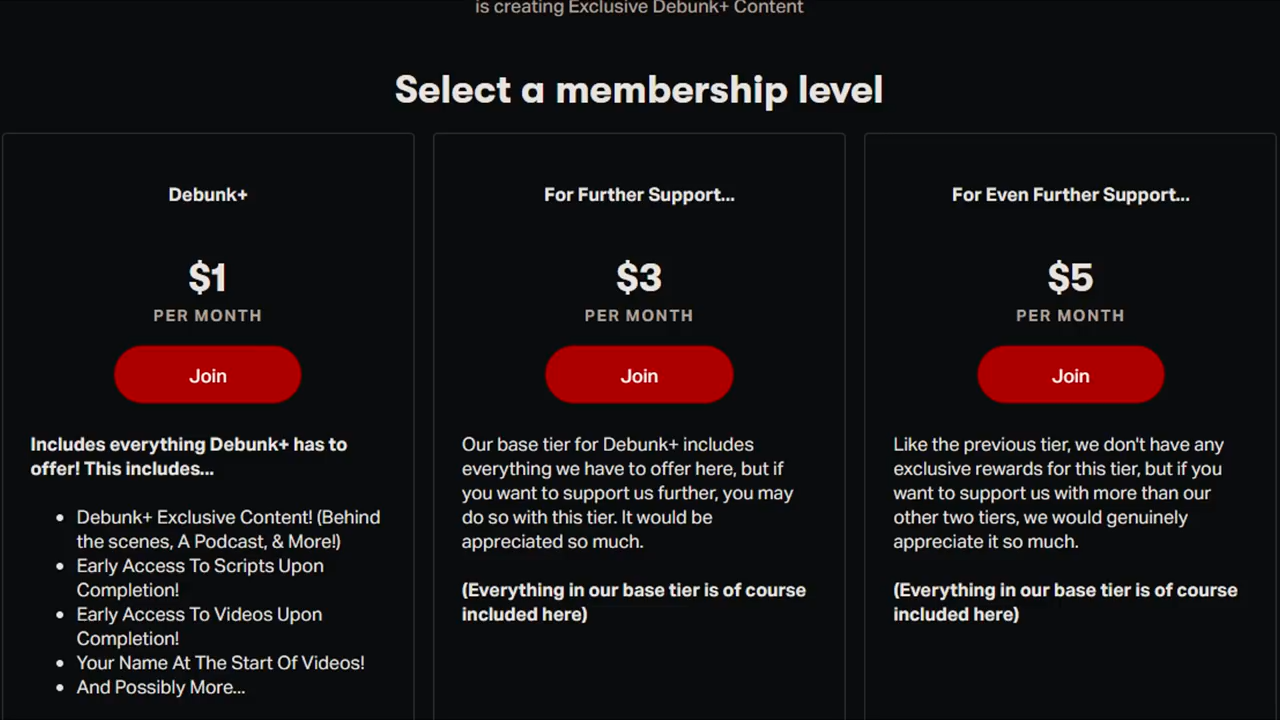 is creating Exclusive Debunk+ Content
Select a membership level
Debunk+
$1
PER MONTH
Join
Includes everything Debunk+ has to
offer! This includes...
• Debunk+ Exclusive Content! (Behind
the scenes, A Podcast, & More!)
• Early Access To Scripts Upon
Completion!
• Early Access To Videos Upon
Completion!
• Your Name At The Start Of Videos!
• And Possibly More...
For Further Support...
$3
PER MONTH
Join
Our base tier for Debunk+ includes
everything we have to offer here, but if
you want to support us further, you may
do so with this tier. It would be
appreciated so much.
(Everything in our base tier is of course
included here)
For Even Further Support...
$5
PER MONTH
Join
Like the previous tier, we don't have any
exclusive rewards for this tier, but if you
want to support us with more than our
other two tiers, we would genuinely
appreciate it so much.
(Everything in our base tier is of course
included here)